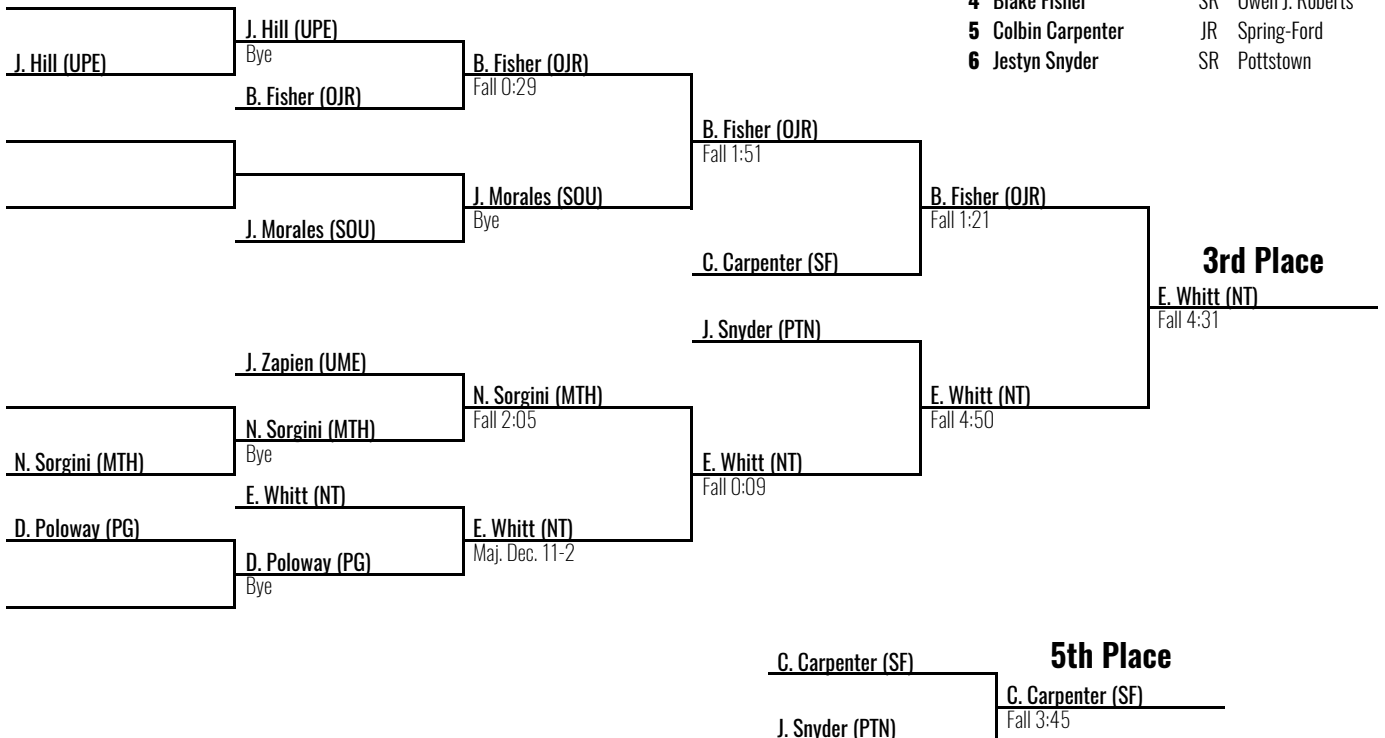 4 Blake Fisher SR Owen J. Roberts
5 Colbin Carpenter JR Spring-Ford
6 Jestyn Snyder SR Pottstown
J. Hill (UPE)
J. Hill (UPE)
Bye
B. Fisher (OJR)
B. Fisher (OJR)
Fall 0:29
J. Morales (SOU)
J. Morales (SOU)
Bye
B. Fisher (OJR)
Fall 1:51
C. Carpenter (SF)
B. Fisher (OJR)
Fall 1:21
3rd Place
E. Whitt (NT)
Fall 4:31
J. Snyder (PTN)
J. Zapien (UME)
N. Sorgini (MTH)
Fall 2:05
N. Sorgini (MTH)
Bye
N. Sorgini (MTH)
E. Whitt (NT)
Fall 4:50
E. Whitt (NT)
Fall 0:09
E. Whitt (NT)
E. Whitt (NT)
Maj. Dec. 11-2
D. Poloway (PG)
D. Poloway (PG)
Bye
5th Place
C. Carpenter (SF)
C. Carpenter (SF)
Fall 3:45
J. Snyder (PTN)